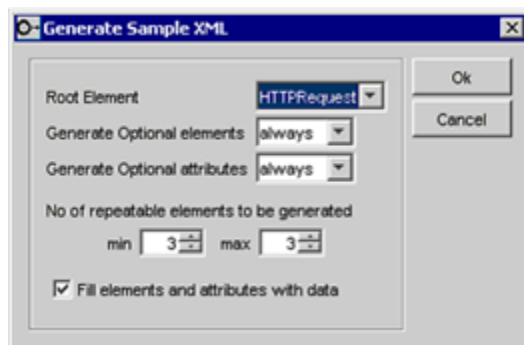 Generate Sample XML
Root Element HTTPRequest
Ok
Generate Optional elements always
Cancel
Generate Optional attributes always
No of repeatable elements to be generated
min 3 max 3
Fill elements and attributes with data